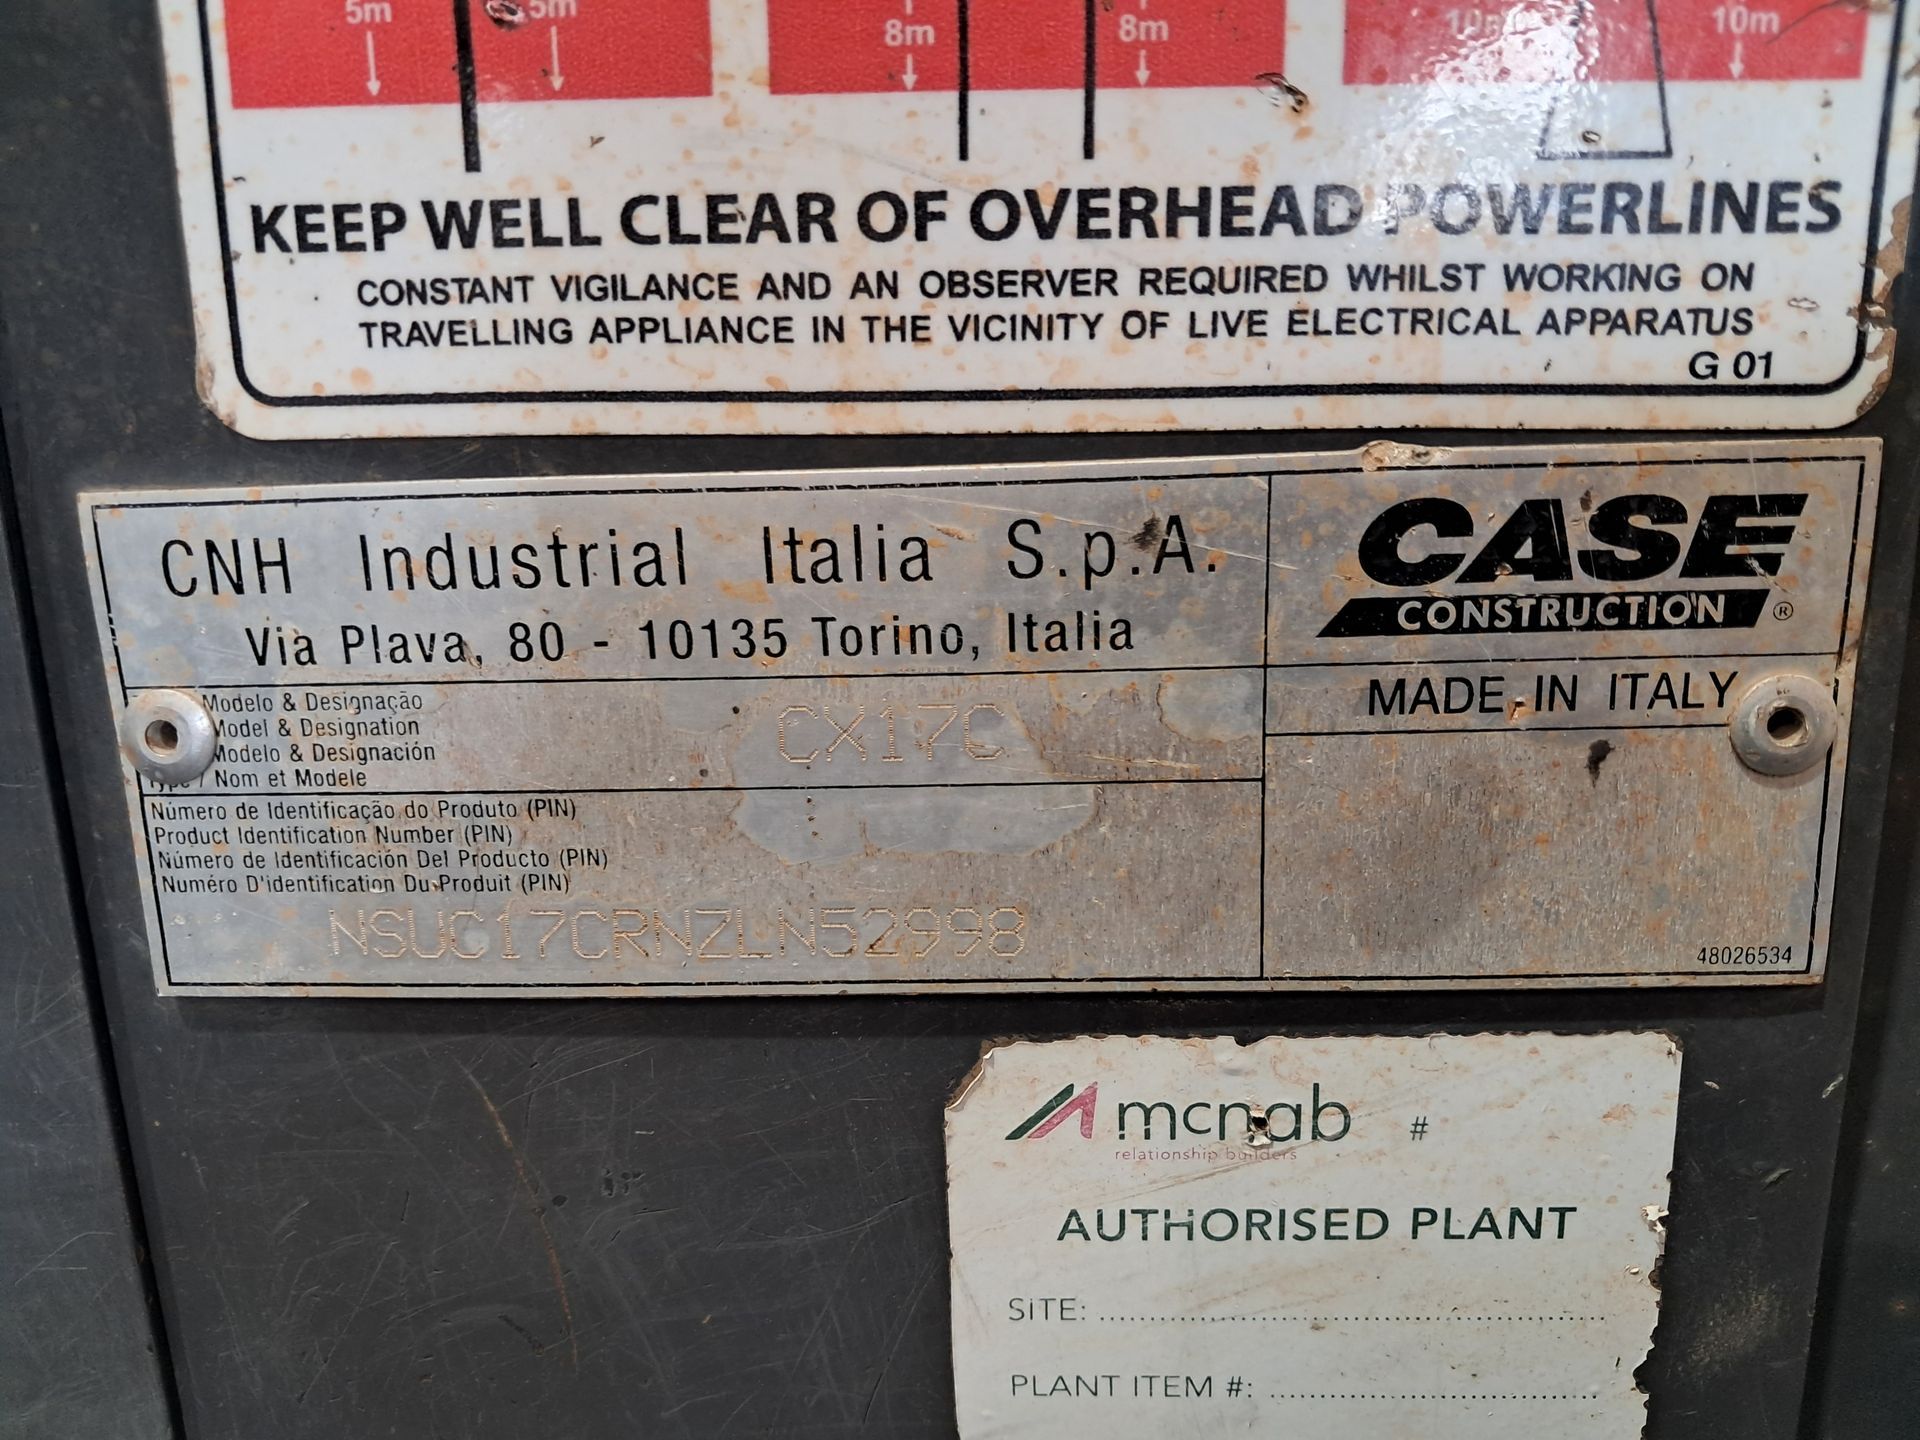 5m 5m 8m 8m 10m 10m
KEEP WELL CLEAR OF OVERHEAD POWERLINES
CONSTANT VIGILANCE AND AN OBSERVER REQUIRED WHILST WORKING ON
TRAVELLING APPLIANCE IN THE VICINITY OF LIVE ELECTRICAL APPARATUS
G 01
CNH Industrial Italia S.p.A.
Via Plava, 80 - 10135 Torino, Italia
CASE
CONSTRUCTION ®
MADE IN ITALY
Modelo & Designação
Model & Designation
Modelo & Designación
Type / Nom et Modele
CX17C
Número de Identificação do Produto (PIN)
Product Identification Number (PIN)
Número de Identificación Del Producto (PIN)
Numéro D'identification Du Produit (PIN)
NSUC17CRNZLN52998
48026534
mcnab #
relationship builders
AUTHORISED PLANT
SITE: ........................................................
PLANT ITEM #: ........................................